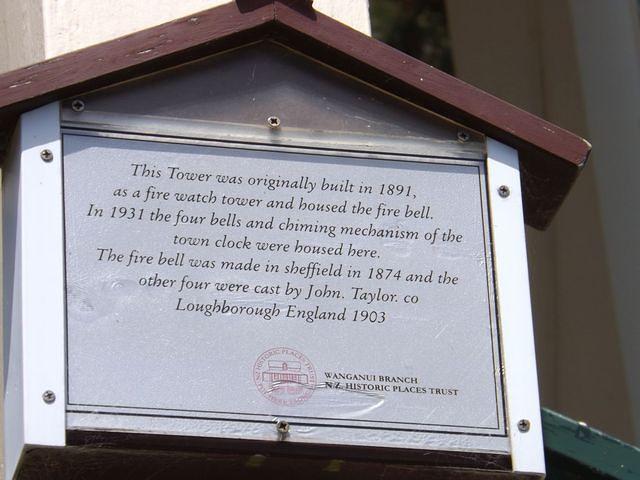 This Tower was originally built in 1891,
as a fire watch tower and housed the fire bell.
In 1931 the four bells and chiming mechanism of the
town clock were housed here.
The fire bell was made in sheffield in 1874 and the
other four were cast by John. Taylor. co
Loughborough England 1903
WANGANUI BRANCH
N.Z. HISTORIC PLACES TRUST